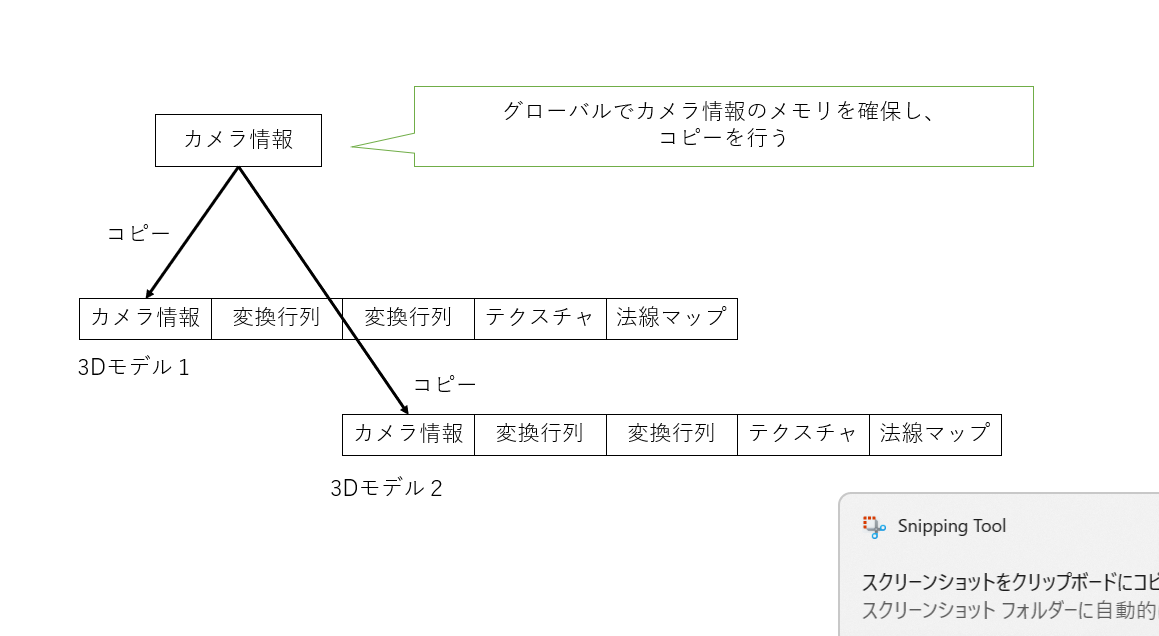 グローバルでカメラ情報のメモリを確保し、
コピーを行う
カメラ情報
コピー
カメラ情報 変換行列 変換行列 テクスチャ 法線マップ
3Dモデル１
コピー
カメラ情報 変換行列 変換行列 テクスチャ 法線マップ
3Dモデル２
Snipping Tool
スクリーンショットをクリップボードにコピ
スクリーンショット フォルダーに自動的